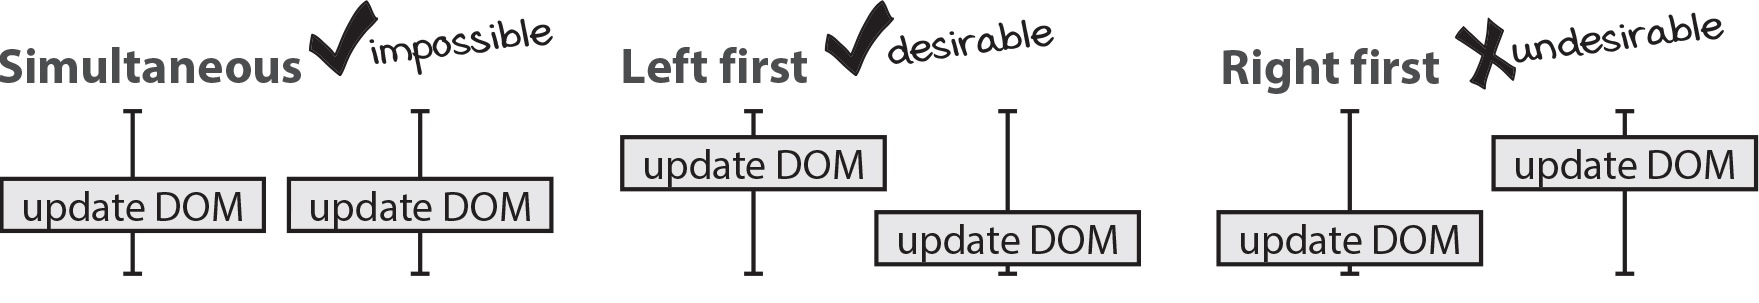 Simultaneous impossible
update DOM update DOM
Left first desirable
update DOM
update DOM
Right first undesirable
update DOM
update DOM